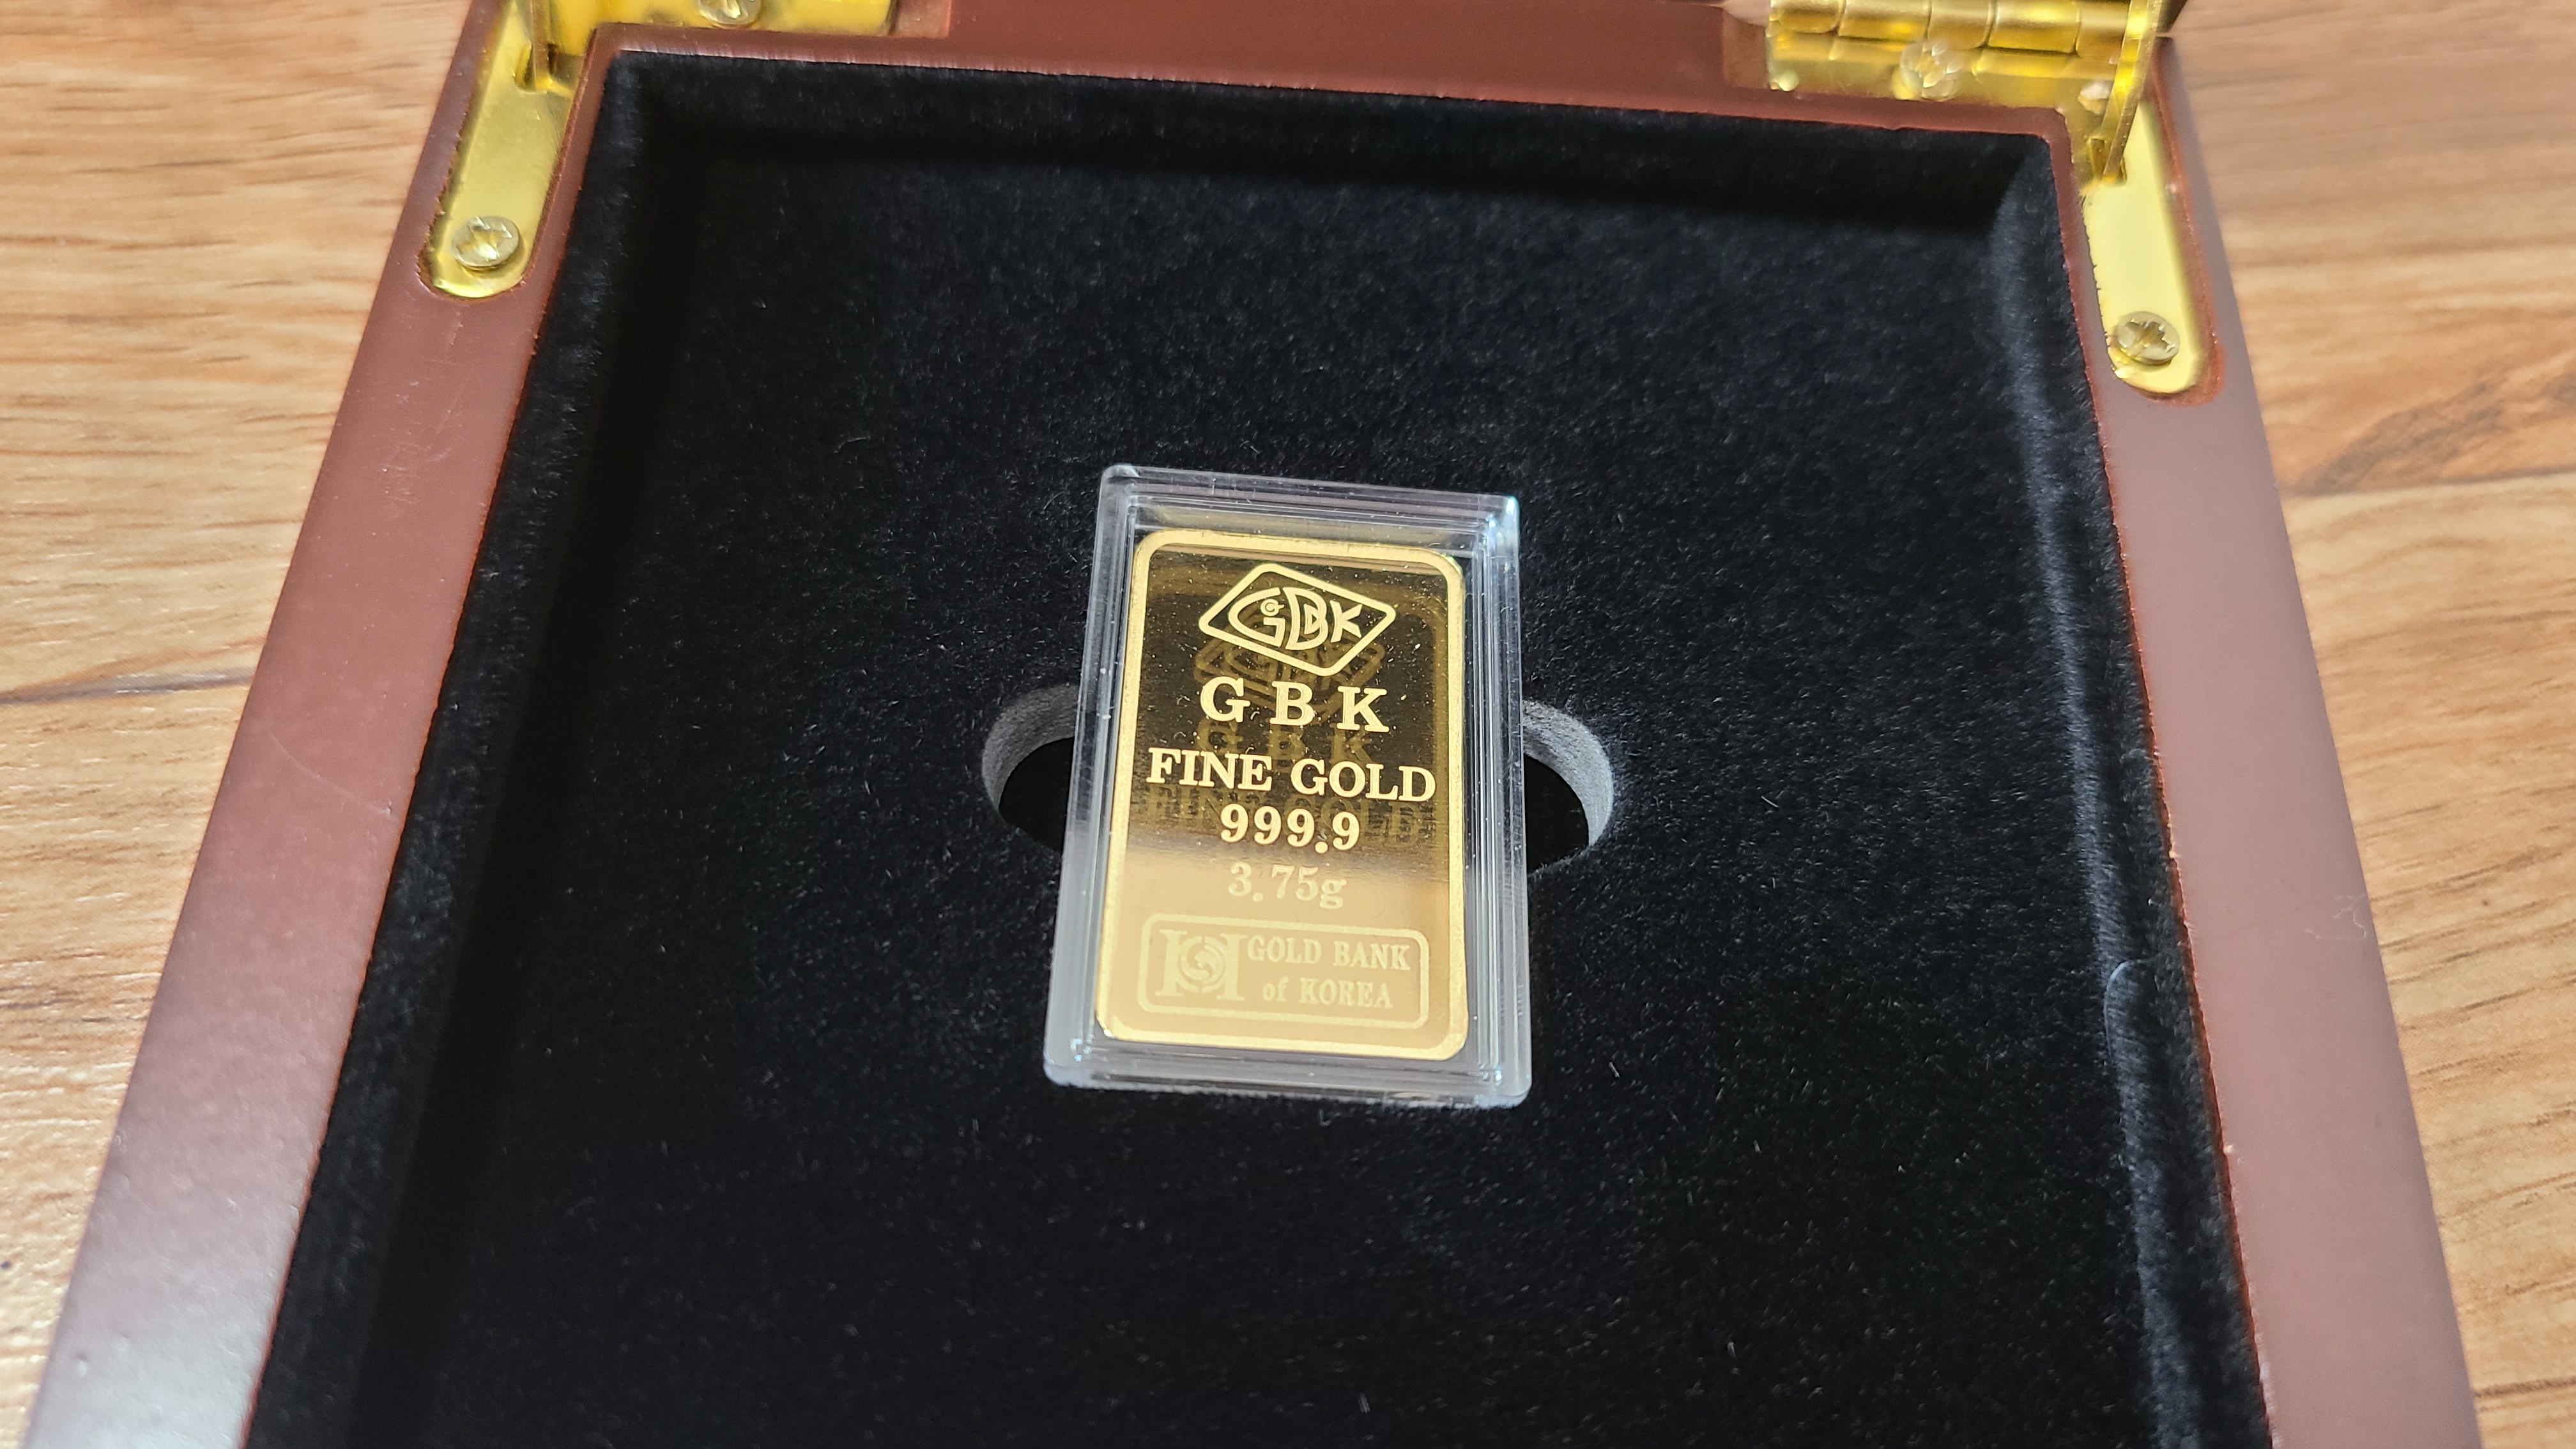 GBK
G B K
FINE GOLD
999.9
3.75g
GOLD BANK
of KOREA